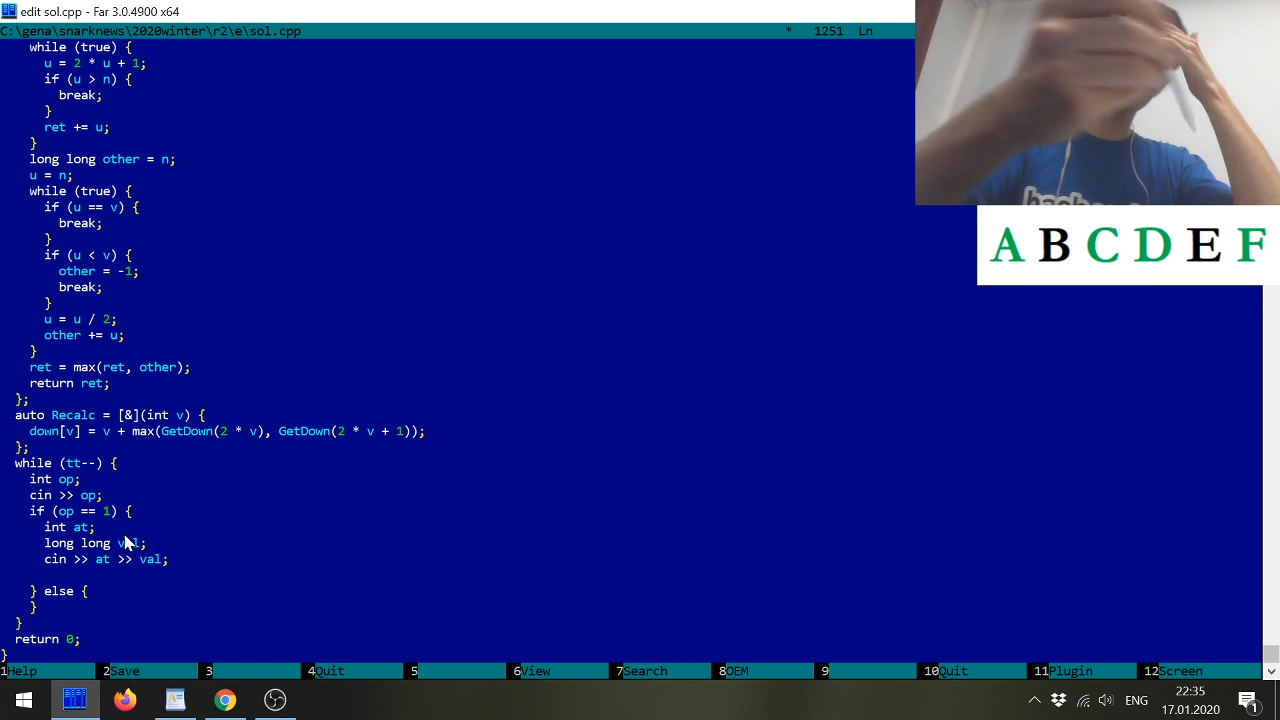 edit sol.cpp - Far 3.0.4900 x64
C:\gena\snarknews\2020winter\r2\e\sol.cpp * 1251 Ln
while (true) {
u = 2 * u + 1;
if (u > n) {
break;
}
ret += u;
}
long long other = n;
u = n;
while (true) {
if (u == v) {
break;
}
if (u < v) {
other = -1;
break;
}
u = u / 2;
other += u;
}
ret = max(ret, other);
return ret;
};
auto Recalc = [&](int v) {
down[v] = v + max(GetDown(2 * v), GetDown(2 * v + 1));
};
while (tt--) {
int op;
cin >> op;
if (op == 1) {
int at;
long long val;
cin >> at >> val;
} else {
}
}
return 0;
}
A B C D E F
1Help 2Save 3 4Quit 5 6View 7Search 8OEM 9 10Quit 11Plugin 12Screen
ENG
22:35
17.01.2020
1